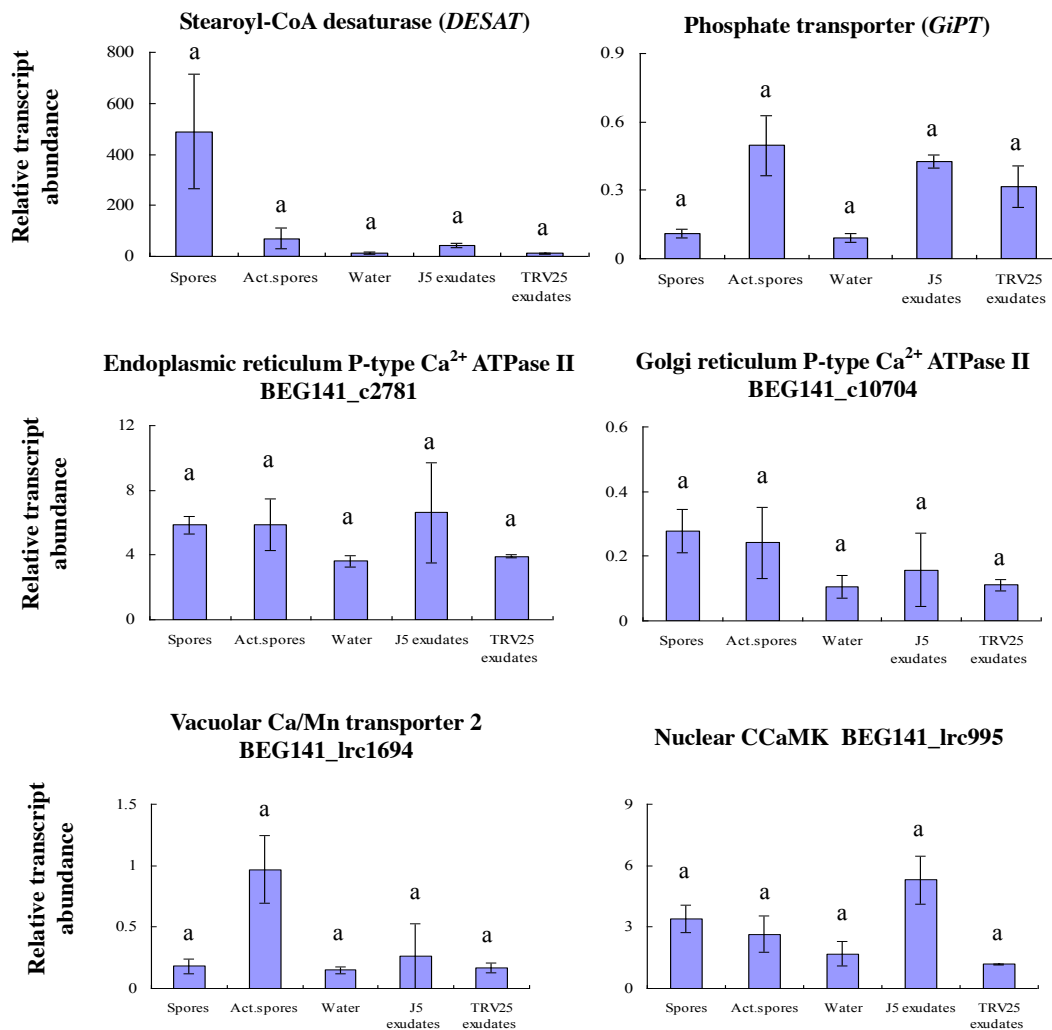 Stearoyl-CoA desaturase (DESAT)
Relative transcript
abundance
800
600
400
200
0
a
a
a
a
a
Spores
Act.spores
Water
J5 exudates
TRV25
exudates
Phosphate transporter (GiPT)
0.9
0.6
0.3
0
a
a
a
a
a
Spores
Act.spores
Water
J5
exudates
TRV25
exudates
Endoplasmic reticulum P-type Ca²⁺ ATPase II
BEG141_c2781
Relative transcript
abundance
12
8
4
0
a
a
a
a
a
Spores
Act.spores
Water
J5 exudates
TRV25
exudates
Golgi reticulum P-type Ca²⁺ ATPase II
BEG141_c10704
0.6
0.4
0.2
0
a
a
a
a
a
Spores
Act.spores
Water
J5
exudates
TRV25
exudates
Vacuolar Ca/Mn transporter 2
BEG141_lrc1694
Relative transcript
abundance
1.5
1
0.5
0
a
a
a
a
a
Spores
Act.spores
Water
J5
exudates
TRV25
exudates
Nuclear CCaMK BEG141_lrc995
9
6
3
0
a
a
a
a
a
Spores
Act.spores
Water
J5 exudates
TRV25
exudates